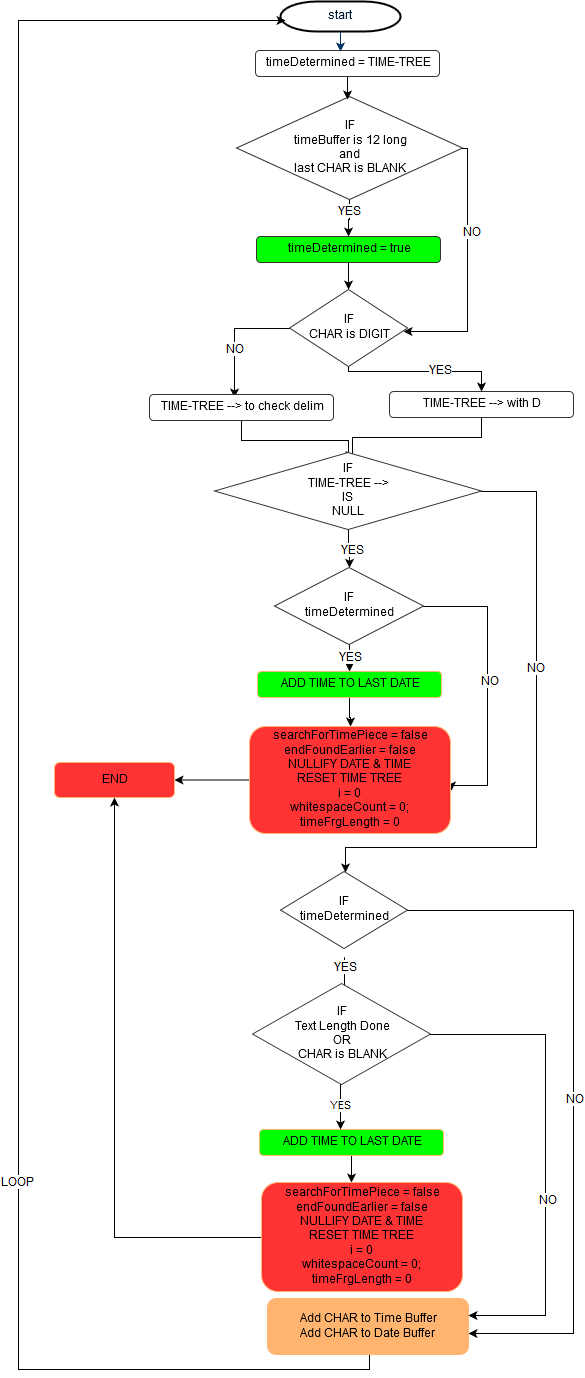 start
timeDetermined = TIME-TREE
IF
timeBuffer is 12 long
and
last CHAR is BLANK
YES
NO
timeDetermined = true
IF
CHAR is DIGIT
NO
YES
TIME-TREE --> to check delim
TIME-TREE --> with D
IF
TIME-TREE -->
IS
NULL
YES
IF
timeDetermined
YES
NO
NO
ADD TIME TO LAST DATE
searchForTimePiece = false
endFoundEarlier = false
NULLIFY DATE & TIME
RESET TIME TREE
i = 0
whitespaceCount = 0;
timeFrgLength = 0
END
IF
timeDetermined
YES
IF
Text Length Done
OR
CHAR is BLANK
YES
NO
ADD TIME TO LAST DATE
LOOP
NO
searchForTimePiece = false
endFoundEarlier = false
NULLIFY DATE & TIME
RESET TIME TREE
i = 0
whitespaceCount = 0;
timeFrgLength = 0
Add CHAR to Time Buffer
Add CHAR to Date Buffer